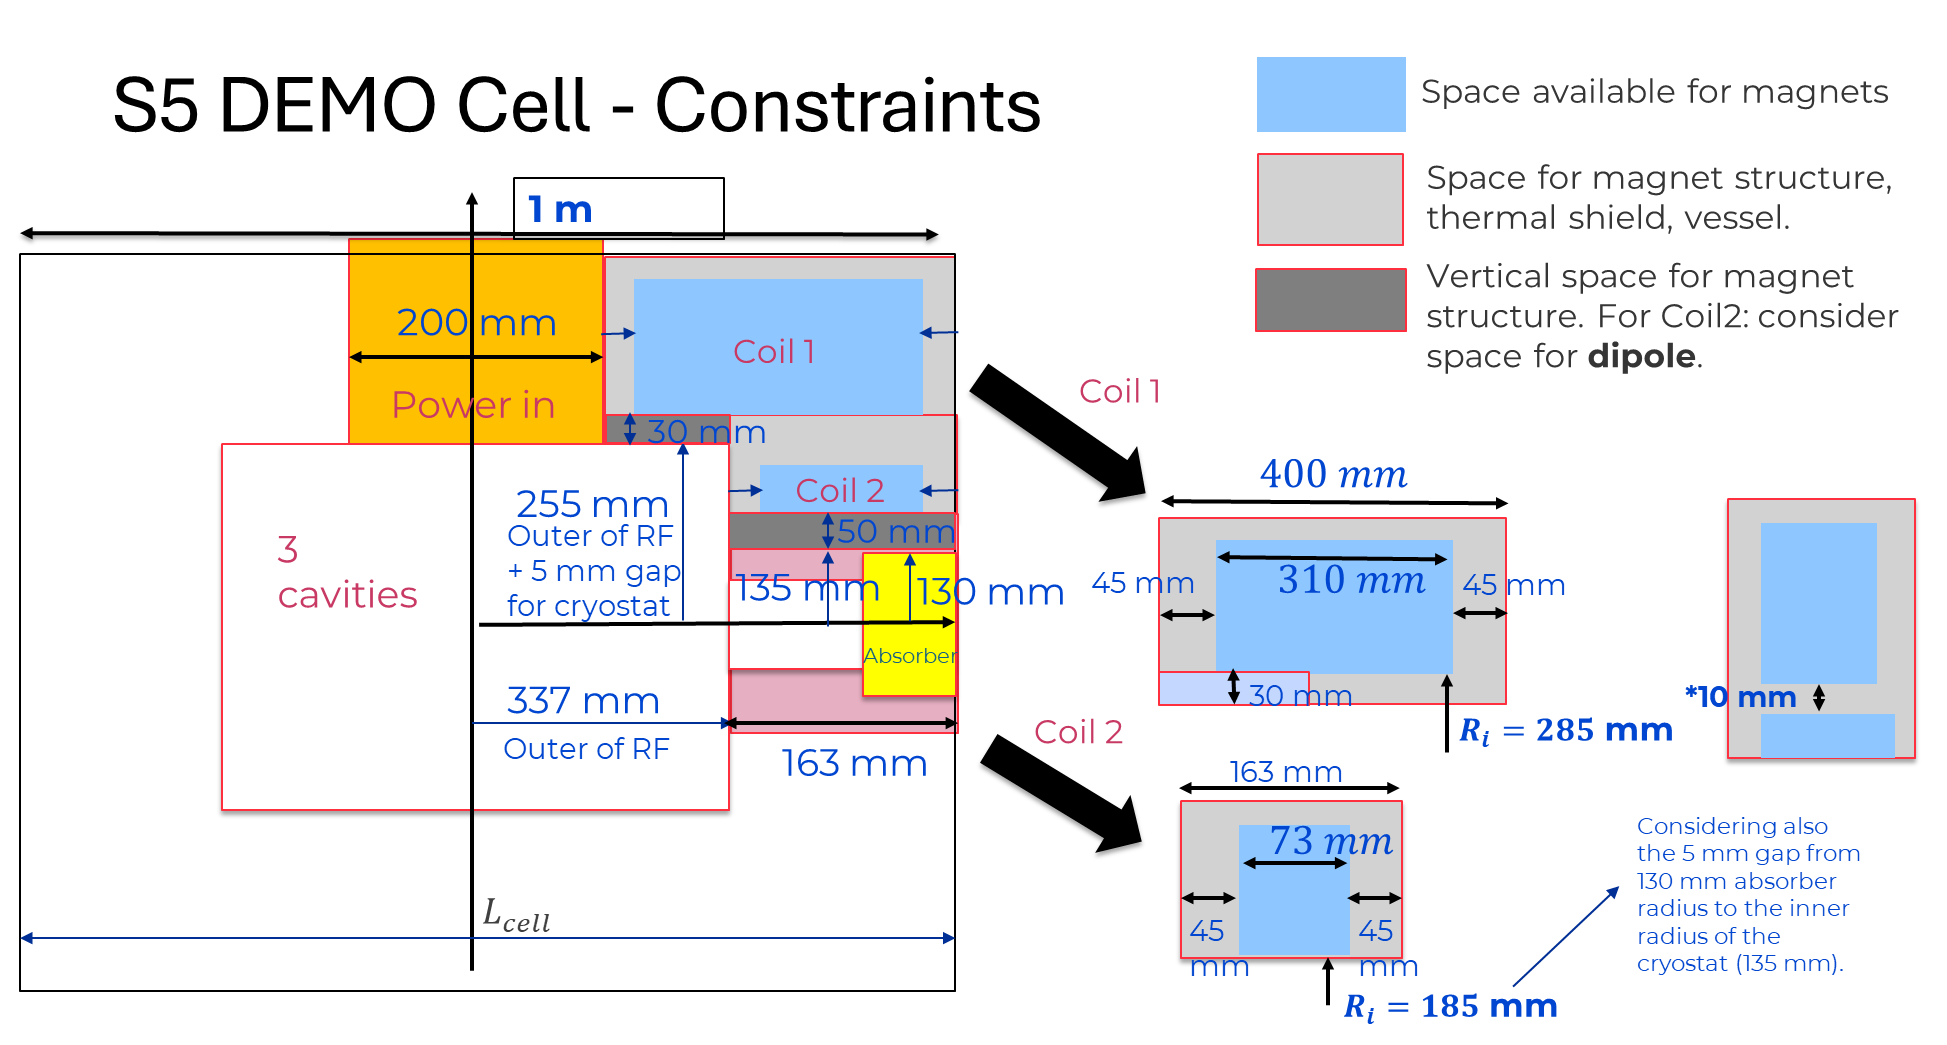 S5 DEMO Cell - Constraints
Space available for magnets
Space for magnet structure,
thermal shield, vessel.
Vertical space for magnet
structure. For Coil2: consider
space for dipole.
1 m
200 mm
Power in
Coil 1
30 mm
Coil 2
50 mm
255 mm
Outer of RF
+ 5 mm gap
for cryostat
3
cavities
135 mm
130 mm
Absorber
337 mm
Outer of RF
163 mm
L_cell
Coil 1
400 mm
310 mm
45 mm
45 mm
30 mm
R_i = 285 mm
*10 mm
Coil 2
163 mm
73 mm
45
mm
45
mm
R_i = 185 mm
Considering also
the 5 mm gap from
130 mm absorber
radius to the inner
radius of the
cryostat (135 mm).